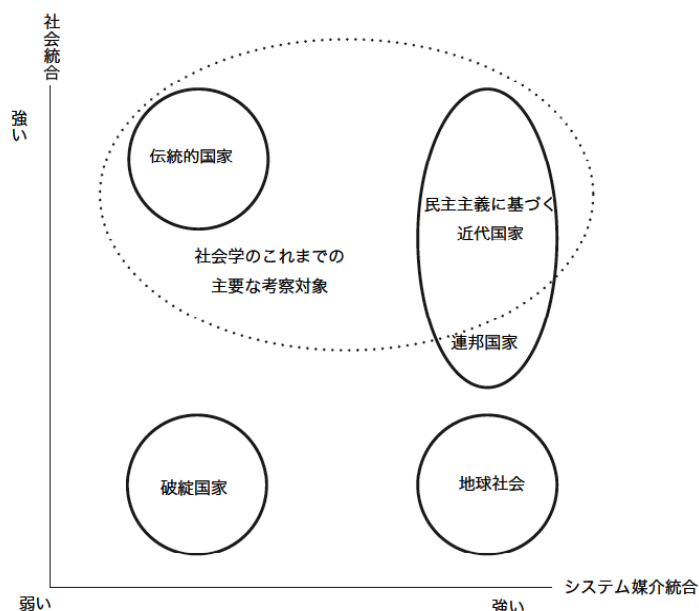 社会統合
強い
伝統的国家
民主主義に基づく
近代国家
社会学のこれまでの
主要な考察対象
連邦国家
破綻国家
地球社会
システム媒介統合
弱い
強い